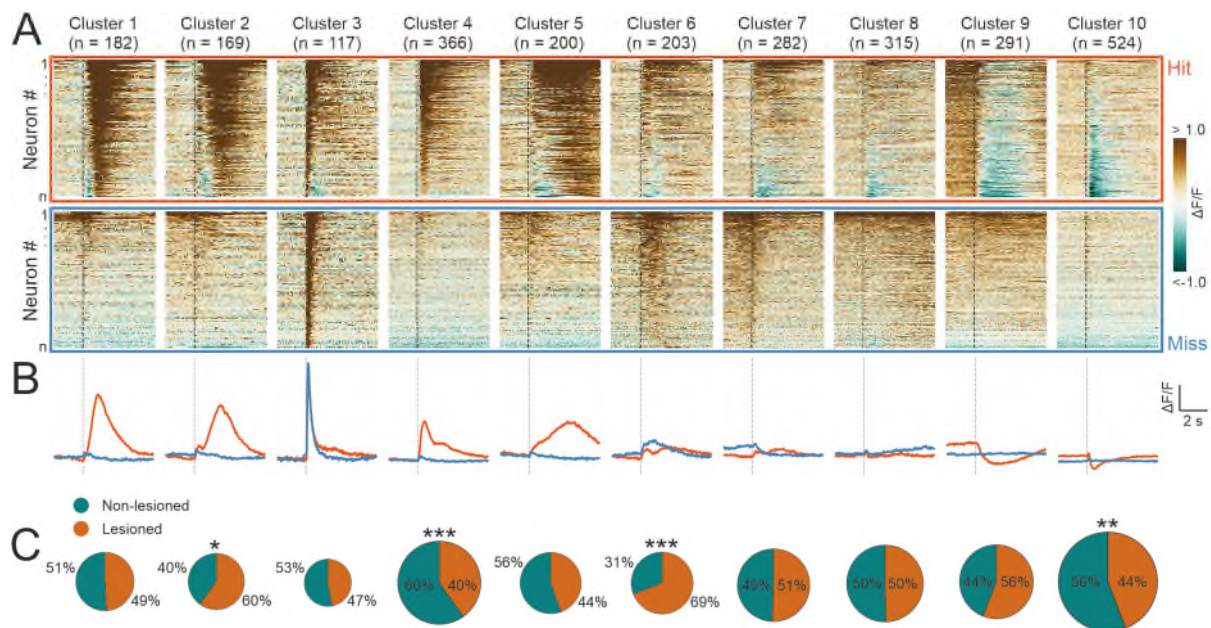 A
Cluster 1 Cluster 2 Cluster 3 Cluster 4 Cluster 5 Cluster 6 Cluster 7 Cluster 8 Cluster 9 Cluster 10
(n = 182) (n = 169) (n = 117) (n = 366) (n = 200) (n = 203) (n = 282) (n = 315) (n = 291) (n = 524)
1
Neuron #
n
Hit
> 1.0
ΔF/F
<-1.0
1
Neuron #
n
Miss
B
ΔF/F
2 s
Non-lesioned
Lesioned
C
* *** *** **
51% 49%
40% 60%
53% 47%
60% 40%
56% 44%
31% 69%
49% 51%
50% 50%
44% 56%
56% 44%